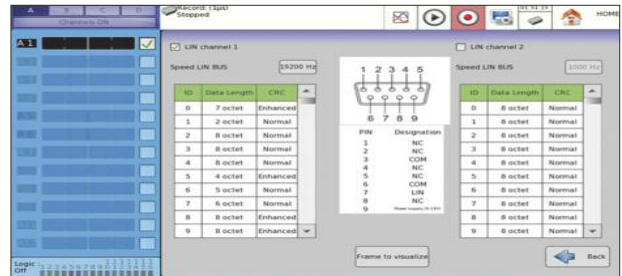 A B C D
Channels ON
Record: (1µs)
Stopped
01 51 15
HOME
A 1
LIN channel 1
Speed LIN BUS 19200 Hz
ID Data Length CRC
0 7 octet Enhanced
1 2 octet Normal
2 8 octet Normal
3 8 octet Normal
4 8 octet Normal
5 4 octet Enhanced
6 5 octet Normal
7 6 octet Normal
8 8 octet Enhanced
9 8 octet Enhanced
1 2 3 4 5
6 7 8 9
PIN Designation
1 NC
2 NC
3 COM
4 NC
5 NC
6 COM
7 LIN
8 NC
9 Power supply
Frame to visualize
LIN channel 2
Speed LIN BUS 1000 Hz
ID Data Length CRC
0 8 octet Normal
1 8 octet Normal
2 8 octet Normal
3 8 octet Normal
4 8 octet Normal
5 8 octet Normal
6 8 octet Normal
7 8 octet Normal
8 8 octet Normal
9 8 octet Normal
Back
Logic
Off